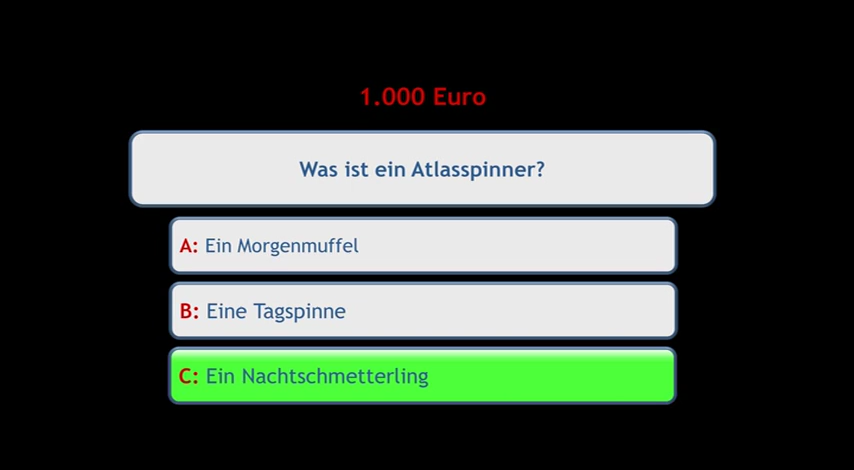 1.000 Euro
Was ist ein Atlasspinner?
A: Ein Morgenmuffel
B: Eine Tagspinne
C: Ein Nachtschmetterling